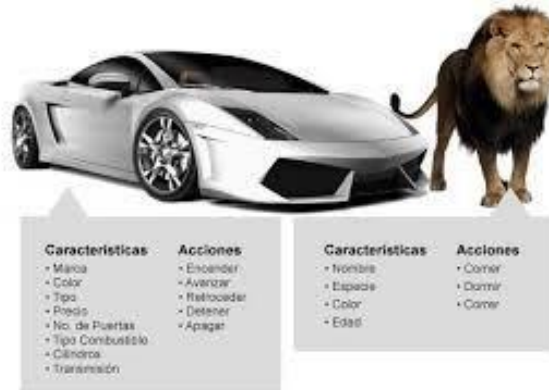 Características
• Marca
• Color
• Tipo
• Precio
• No. de Puertas
• Tipo Combustible
• Cilindros
• Transmisión
Acciones
• Encender
• Avanzar
• Retroceder
• Detener
• Apagar
Características
• Nombre
• Especie
• Color
• Edad
Acciones
• Comer
• Dormir
• Correr